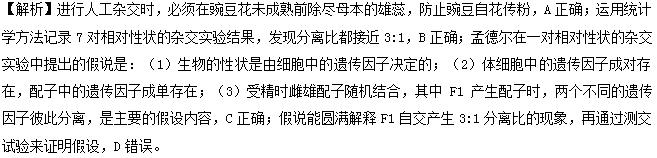 【解析】进行人工杂交时，必须在豌豆花未成熟前除尽母本的雄蕊，防止豌豆自花传粉，A 正确；运用统计
学方法记录 7 对相对性状的杂交实验结果，发现分离比都接近 3:1，B 正确；孟德尔在一对相对性状的杂交
实验中提出的假说是：（1）生物的性状是由细胞中的遗传因子决定的；（2）体细胞中的遗传因子成对存
在，配子中的遗传因子成单存在；（3）受精时雌雄配子随机结合，其中 F1 产生配子时，两个不同的遗传
因子彼此分离，是主要的假设内容，C 正确；假说能圆满解释 F1 自交产生 3:1 分离比的现象，再通过测交
试验来证明假设，D 错误。